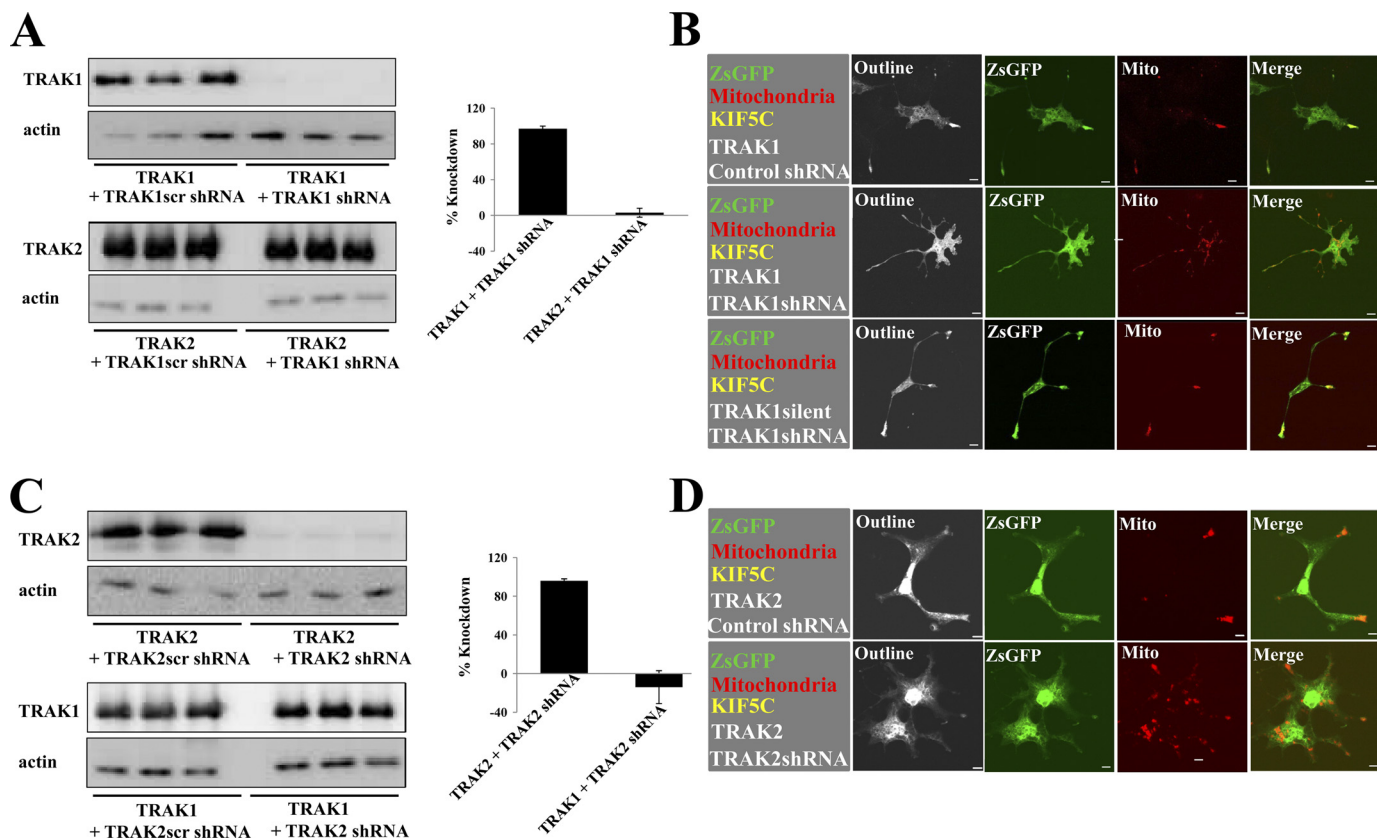 A
TRAK1
actin
TRAK1
+ TRAK1scr shRNA
TRAK1
+ TRAK1 shRNA
TRAK2
actin
TRAK2
+ TRAK1scr shRNA
TRAK2
+ TRAK1 shRNA
% Knockdown
120
80
40
0
-40
TRAK1 + TRAK1 shRNA
TRAK2 + TRAK1 shRNA
B
ZsGFP
Mitochondria
KIF5C
TRAK1
Control shRNA
Outline
ZsGFP
Mito
Merge
ZsGFP
Mitochondria
KIF5C
TRAK1
TRAK1shRNA
Outline
ZsGFP
Mito
Merge
ZsGFP
Mitochondria
KIF5C
TRAK1silent
TRAK1shRNA
Outline
ZsGFP
Mito
Merge
C
TRAK2
actin
TRAK2
+ TRAK2scr shRNA
TRAK2
+ TRAK2 shRNA
TRAK1
actin
TRAK1
+ TRAK2scr shRNA
TRAK1
+ TRAK2 shRNA
% Knockdown
120
80
40
0
-40
TRAK2 + TRAK2 shRNA
TRAK1 + TRAK2 shRNA
D
ZsGFP
Mitochondria
KIF5C
TRAK2
Control shRNA
Outline
ZsGFP
Mito
Merge
ZsGFP
Mitochondria
KIF5C
TRAK2
TRAK2shRNA
Outline
ZsGFP
Mito
Merge